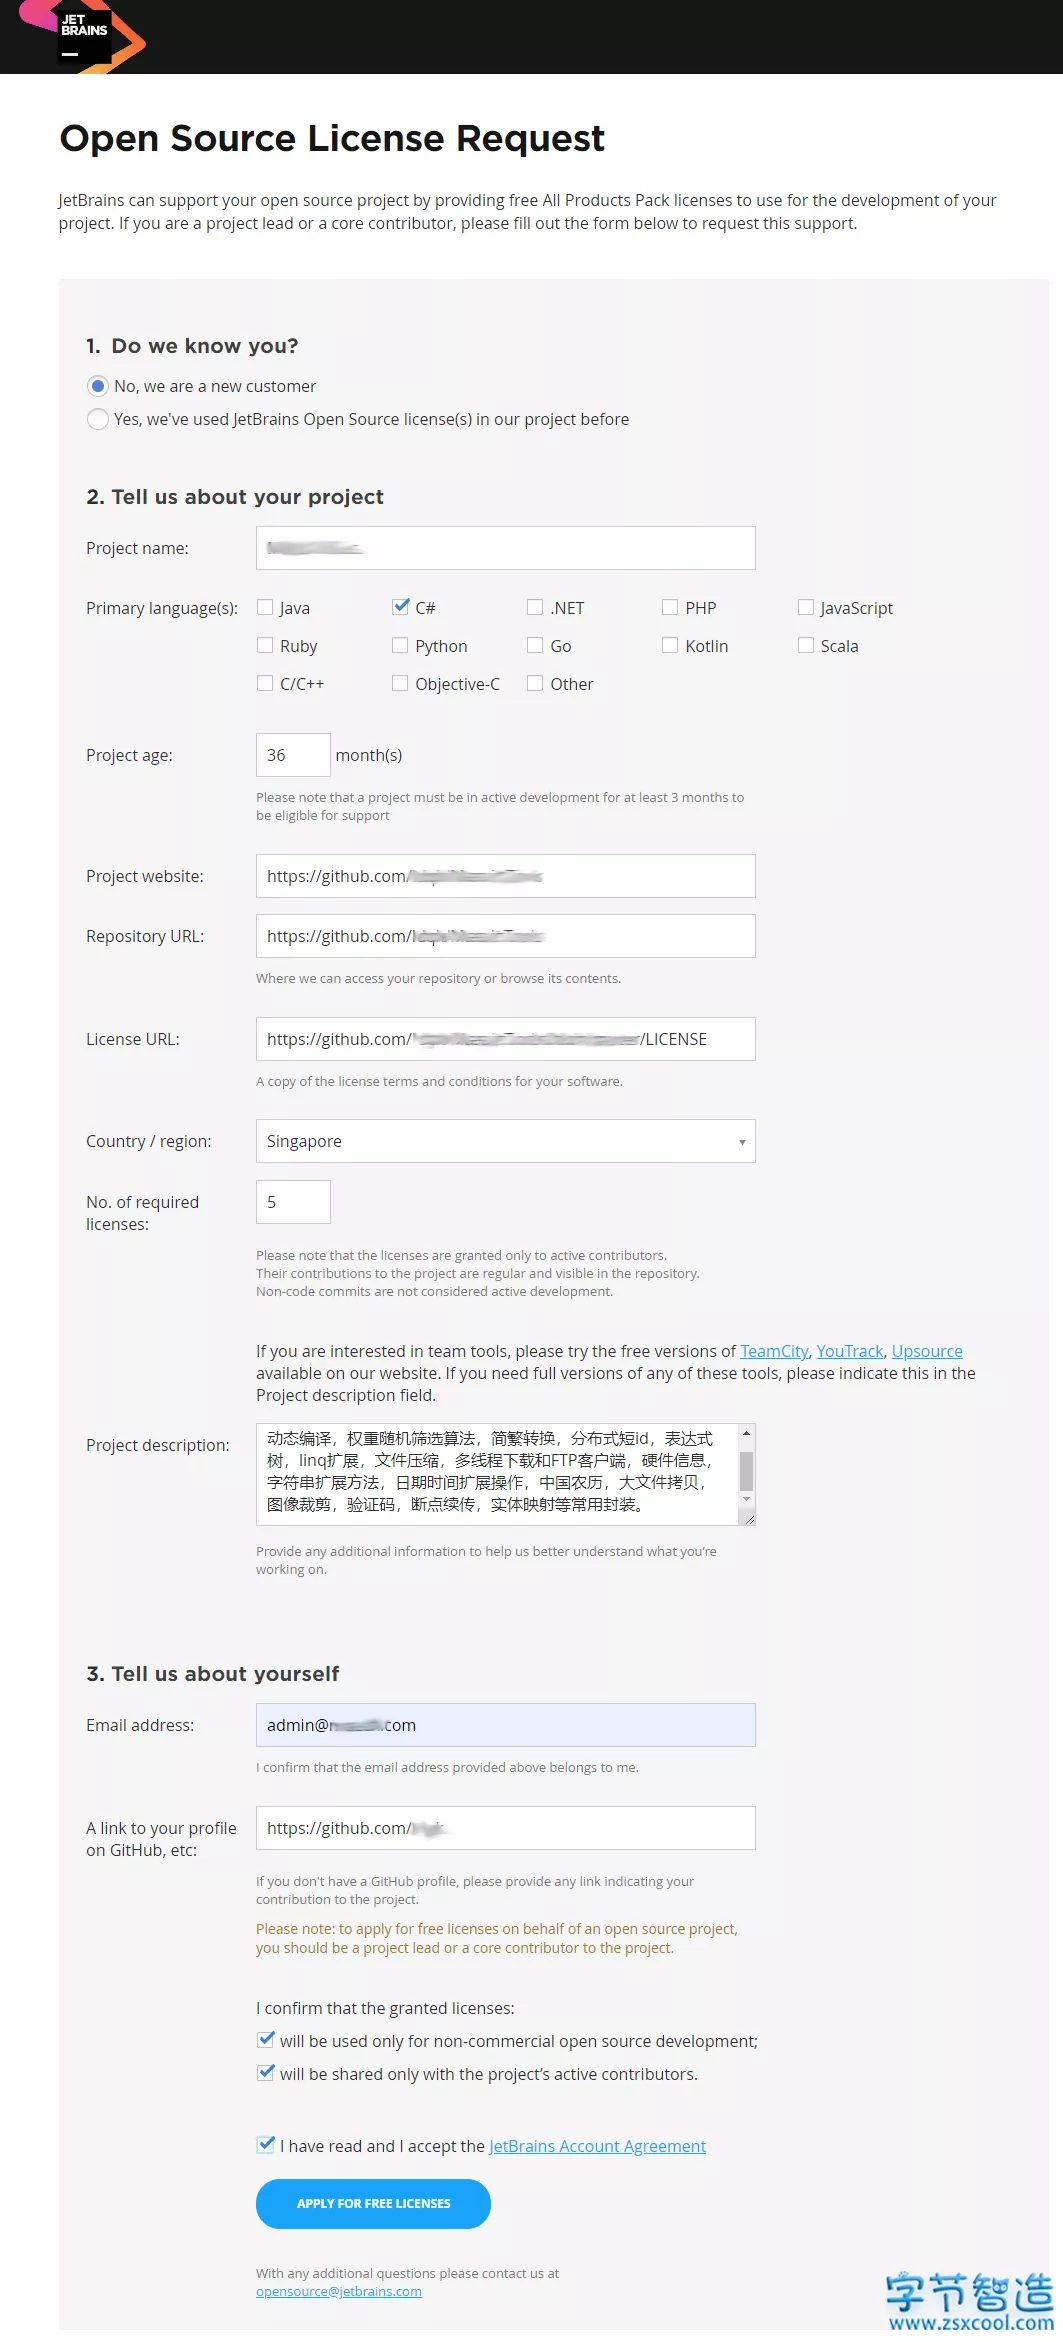 JET
BRAINS
Open Source License Request
JetBrains can support your open source project by providing free All Products Pack licenses to use for the development of your
project. If you are a project lead or a core contributor, please fill out the form below to request this support.
1. Do we know you?
No, we are a new customer
Yes, we've used JetBrains Open Source license(s) in our project before
2. Tell us about your project
Project name:
Primary language(s): Java C# .NET PHP JavaScript
Ruby Python Go Kotlin Scala
C/C++ Objective-C Other
Project age: 36 month(s)
Please note that a project must be in active development for at least 3 months to
be eligible for support
Project website: https://github.com/
Repository URL: https://github.com/
Where we can access your repository or browse its contents.
License URL: https://github.com/ /LICENSE
A copy of the license terms and conditions for your software.
Country / region: Singapore
No. of required 5
licenses:
Please note that the licenses are granted only to active contributors.
Their contributions to the project are regular and visible in the repository.
Non-code commits are not considered active development.
If you are interested in team tools, please try the free versions of TeamCity, YouTrack, Upsource
available on our website. If you need full versions of any of these tools, please indicate this in the
Project description field.
Project description:
动态编译，权重随机筛选算法，简繁转换，分布式短id，表达式
树，linq扩展，文件压缩，多线程下载和FTP客户端，硬件信息，
字符串扩展方法，日期时间扩展操作，中国农历，大文件拷贝，
图像裁剪，验证码，断点续传，实体映射等常用封装。
Provide any additional information to help us better understand what you’re
working on.
3. Tell us about yourself
Email address: admin@ .com
I confirm that the email address provided above belongs to me.
A link to your profile https://github.com/
on GitHub, etc:
If you don't have a GitHub profile, please provide any link indicating your
contribution to the project.
Please note: to apply for free licenses on behalf of an open source project,
you should be a project lead or a core contributor to the project.
I confirm that the granted licenses:
will be used only for non-commercial open source development;
will be shared only with the project’s active contributors.
I have read and I accept the JetBrains Account Agreement
APPLY FOR FREE LICENSES
With any additional questions please contact us at
opensource@jetbrains.com
字节智造
www.zsxcool.com